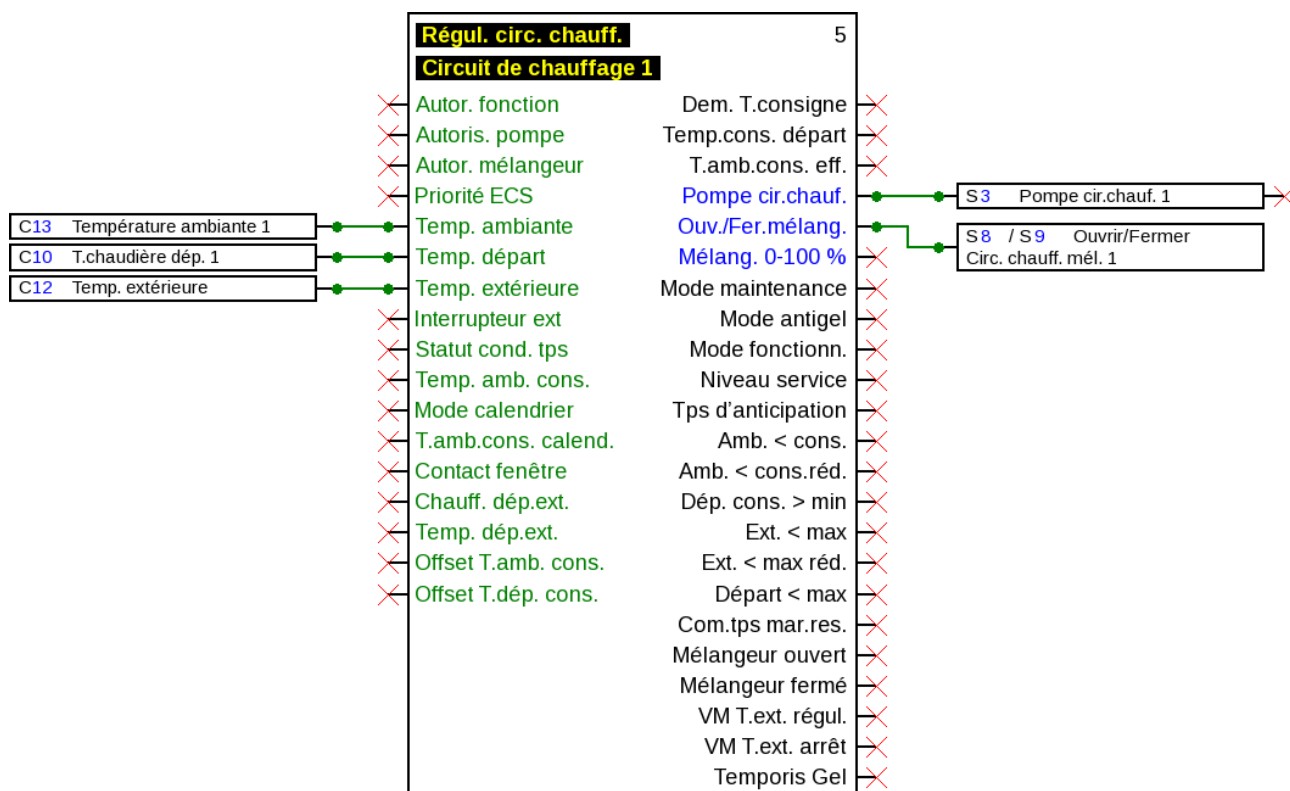 Régul. circ. chauff. 5
Circuit de chauffage 1
Autor. fonction Dem. T.consigne
Autoris. pompe Temp.cons. départ
Autor. mélangeur T.amb.cons. eff.
Priorité ECS Pompe cir.chauf. S3 Pompe cir.chauf. 1
C13 Température ambiante 1 Temp. ambiante Ouv./Fer.mélang. S8 / S9 Ouvrir/Fermer
C10 T.chaudière dép. 1 Temp. départ Mélang. 0-100 % Circ. chauff. mél. 1
C12 Temp. extérieure Temp. extérieure Mode maintenance
Interrupteur ext Mode antigel
Statut cond. tps Mode fonctionn.
Temp. amb. cons. Niveau service
Mode calendrier Tps d’anticipation
T.amb.cons. calend. Amb. < cons.
Contact fenêtre Amb. < cons.réd.
Chauff. dép.ext. Dép. cons. > min
Temp. dép.ext. Ext. < max
Offset T.amb. cons. Ext. < max réd.
Offset T.dép. cons. Départ < max
Com.tps mar.res.
Mélangeur ouvert
Mélangeur fermé
VM T.ext. régul.
VM T.ext. arrêt
Temporis Gel